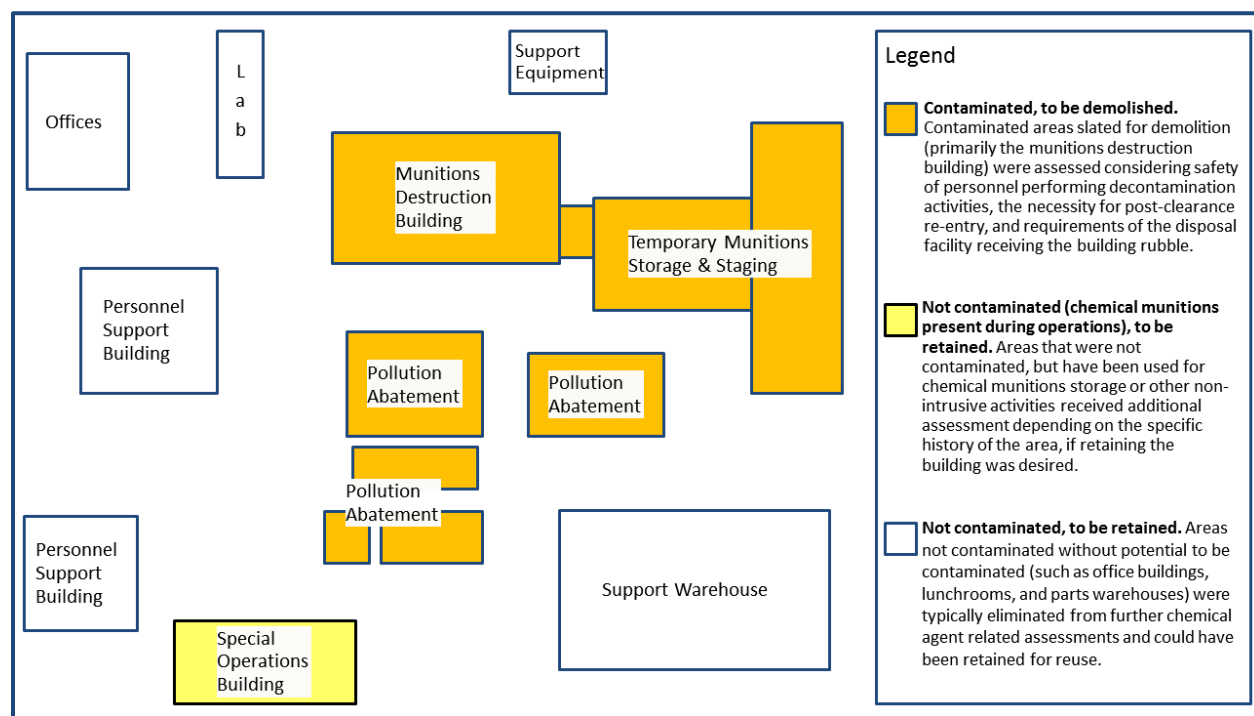 Offices
L
a
b
Support
Equipment
Munitions
Destruction
Building
Temporary Munitions
Storage & Staging
Personnel
Support
Building
Pollution
Abatement
Pollution
Abatement
Pollution
Abatement
Personnel
Support
Building
Support Warehouse
Special
Operations
Building
Legend
Contaminated, to be demolished.
Contaminated areas slated for demolition
(primarily the munitions destruction
building) were assessed considering safety
of personnel performing decontamination
activities, the necessity for post-clearance
re-entry, and requirements of the disposal
facility receiving the building rubble.
Not contaminated (chemical munitions
present during operations), to be
retained. Areas that were not
contaminated, but have been used for
chemical munitions storage or other non-
intrusive activities received additional
assessment depending on the specific
history of the area, if retaining the
building was desired.
Not contaminated, to be retained. Areas
not contaminated without potential to be
contaminated (such as office buildings,
lunchrooms, and parts warehouses) were
typically eliminated from further chemical
agent related assessments and could have
been retained for reuse.